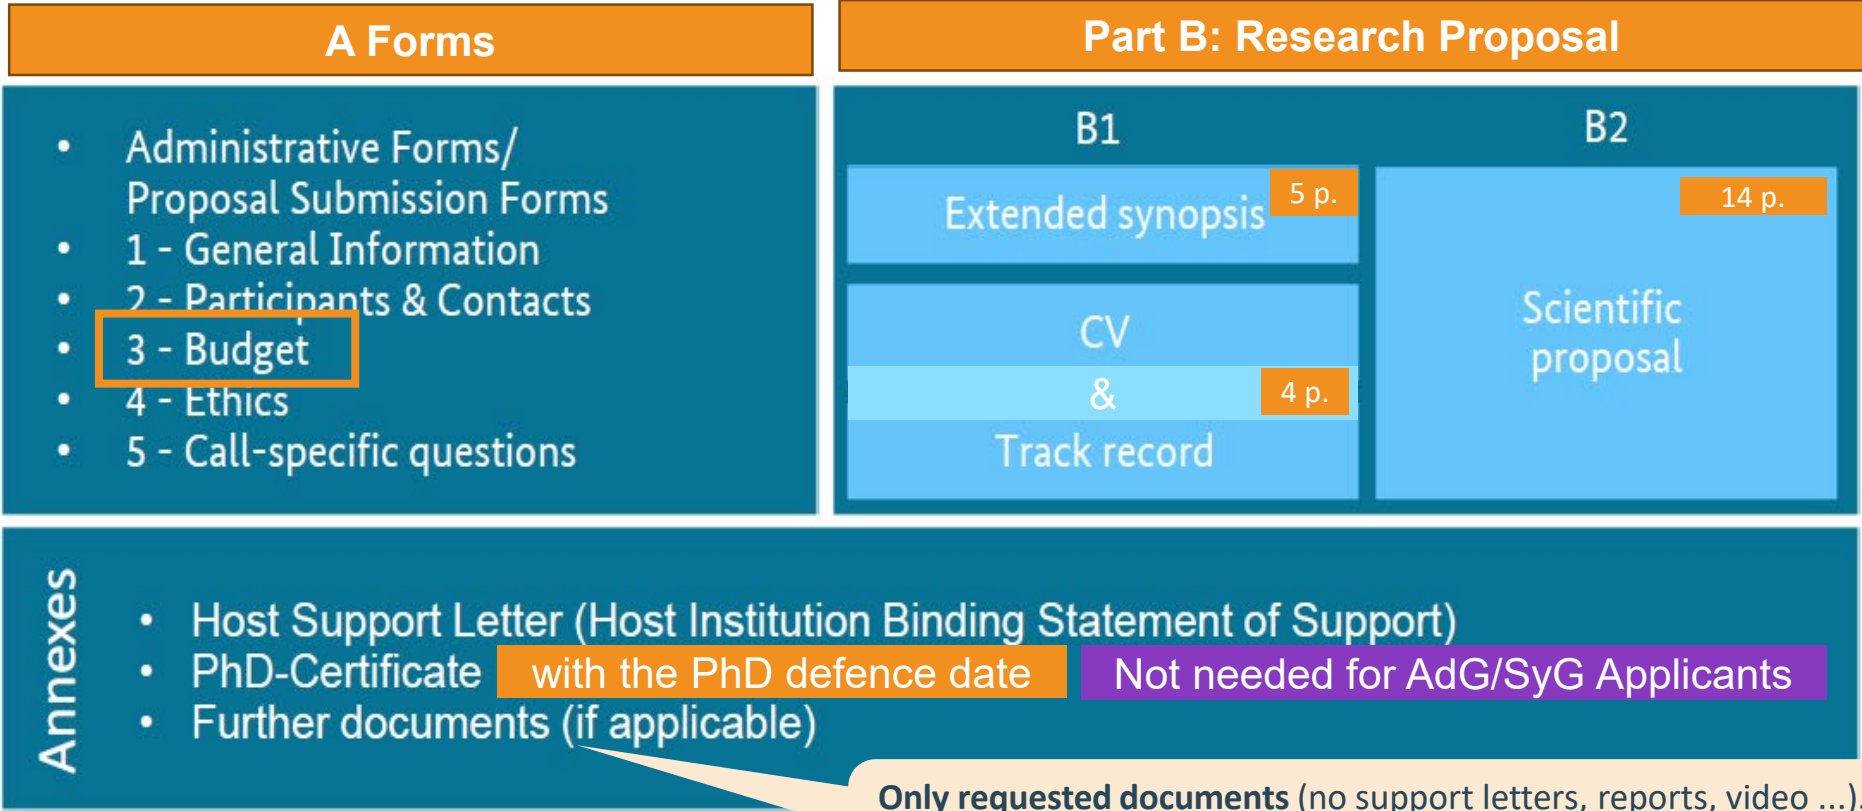 A Forms
Part B: Research Proposal
• Administrative Forms/
Proposal Submission Forms
• 1 - General Information
• 2 - Participants & Contacts
• 3 - Budget
• 4 - Ethics
• 5 - Call-specific questions
B1
Extended synopsis
5 p.
CV
&
4 p.
Track record
B2
14 p.
Scientific
proposal
Annexes
• Host Support Letter (Host Institution Binding Statement of Support)
• PhD-Certificate with the PhD defence date Not needed for AdG/SyG Applicants
• Further documents (if applicable)
Only requested documents (no support letters, reports, video ...)